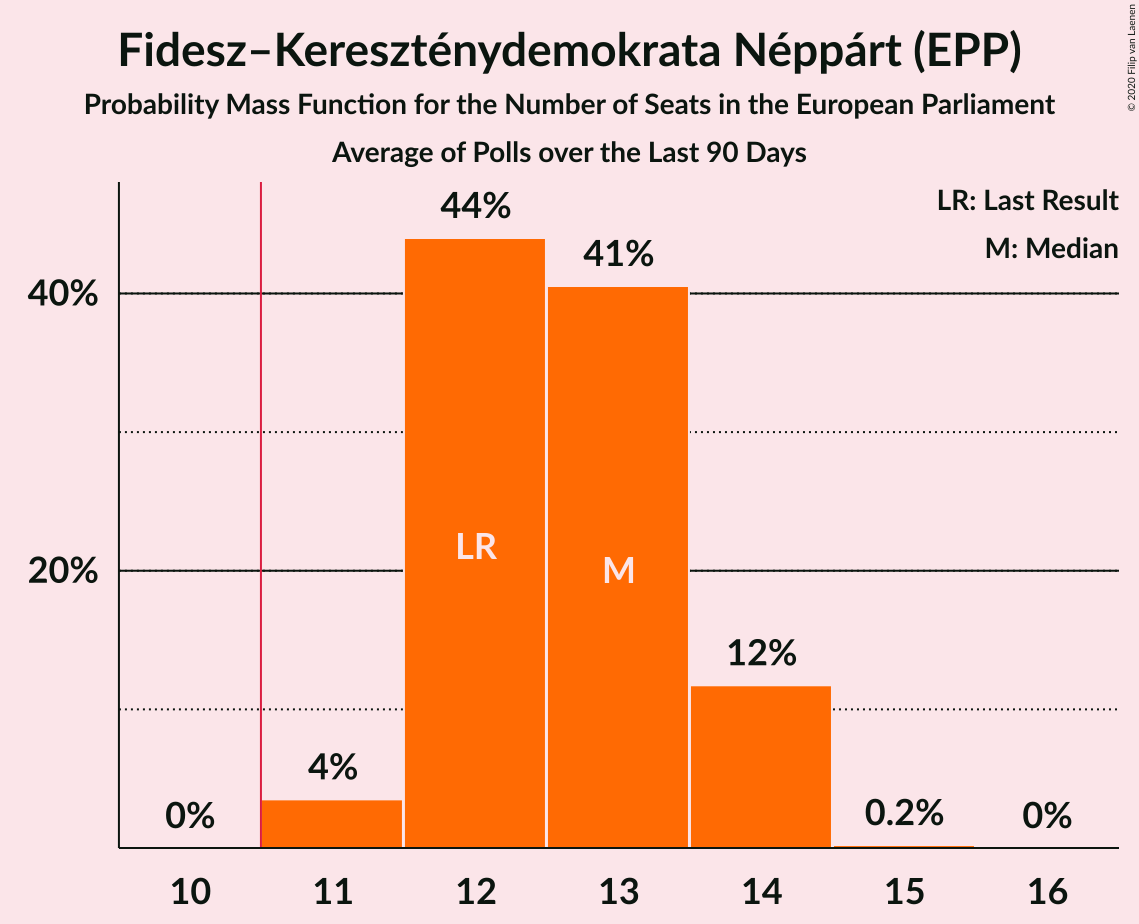 Fidesz–Kereszténydemokrata Néppárt (EPP)
Probability Mass Function for the Number of Seats in the European Parliament
Average of Polls over the Last 90 Days
© 2020 Filip van Laenen
LR: Last Result
M: Median
44%
41%
40%
LR
M
20%
12%
4%
0%
0.2%
0%
10 11 12 13 14 15 16